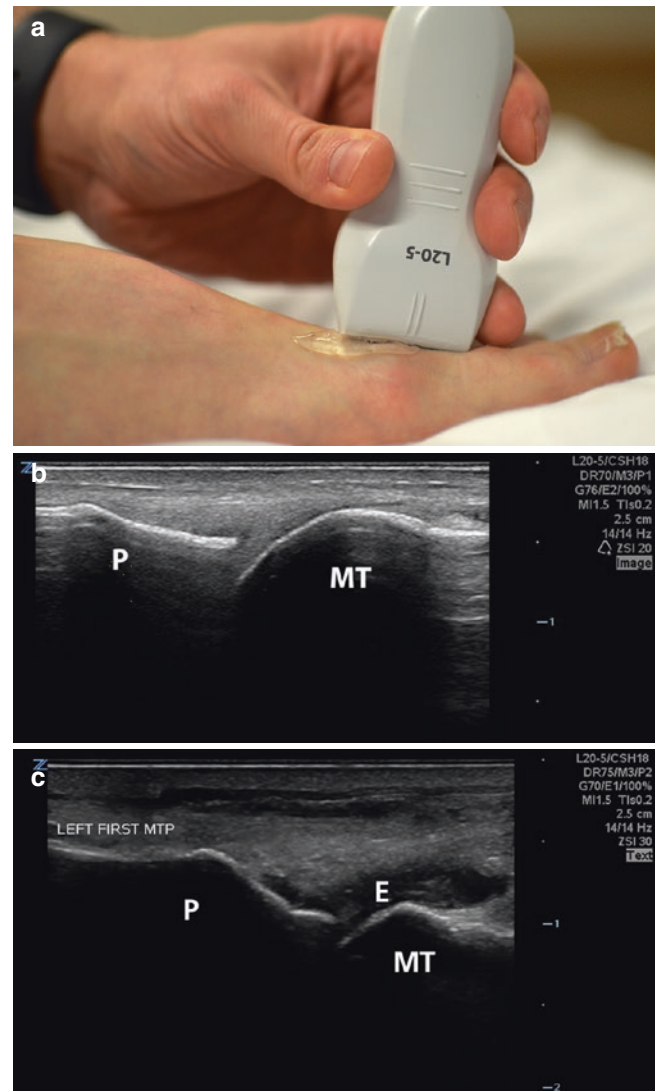 a
L20-5
Z
b
L20-5/CSH18
DR70/M3/P1
G76/E2/100%
MI1.5 TIs0.2
2.5 cm
14/14 Hz
ZSI 20
Image
P
MT
1
Z
c
L20-5/CSH18
DR75/M3/P2
G70/E1/100%
MI1.5 TIs0.2
2.5 cm
14/14 Hz
ZSI 30
Text
LEFT FIRST MTP
P
E
MT
1
2